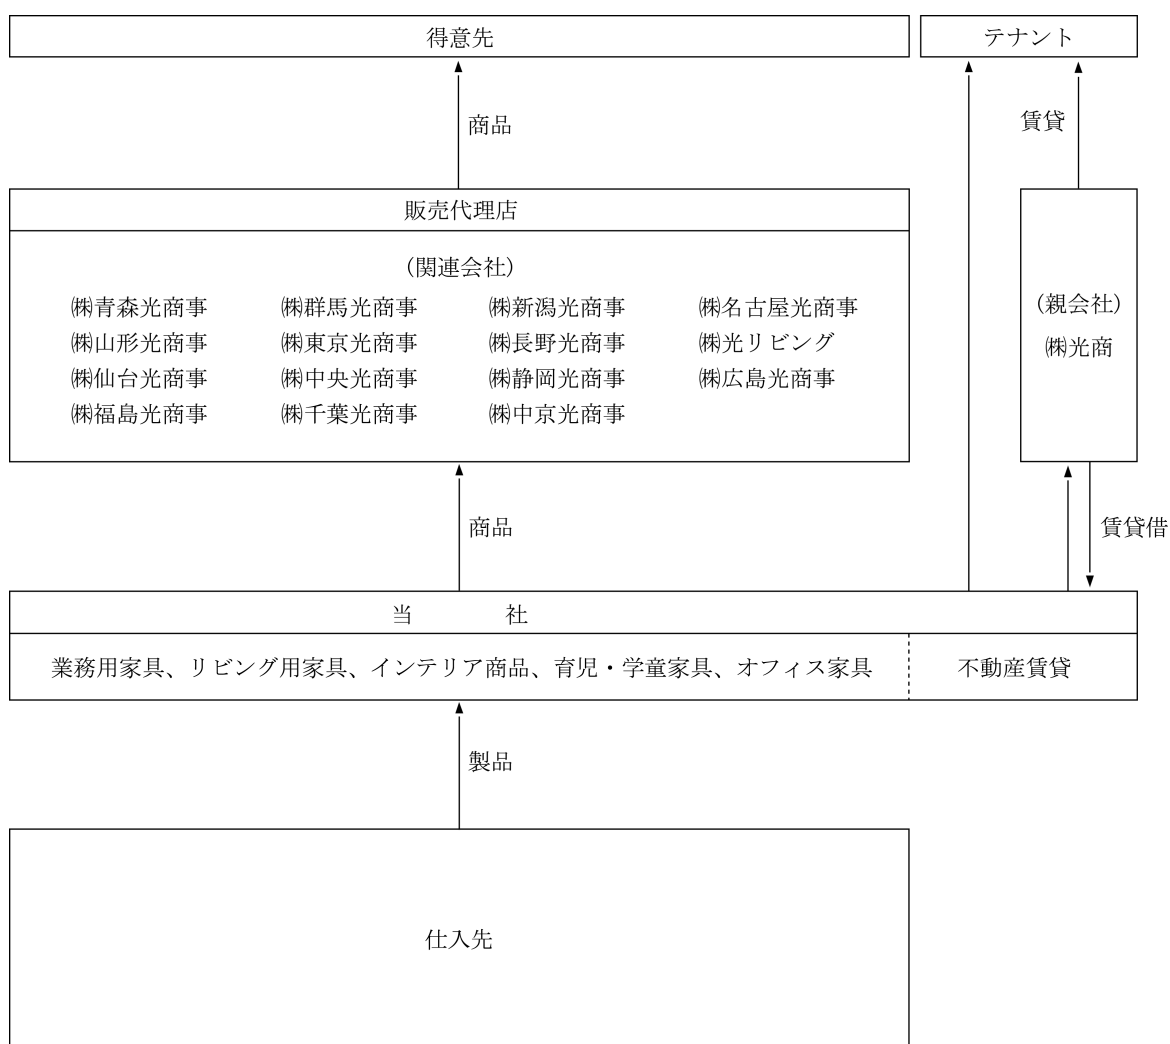 得意先
テナント
商品
賃貸
販売代理店
(関連会社)
㈱青森光商事 ㈱群馬光商事 ㈱新潟光商事 ㈱名古屋光商事
㈱山形光商事 ㈱東京光商事 ㈱長野光商事 ㈱光リビング
㈱仙台光商事 ㈱中央光商事 ㈱静岡光商事 ㈱広島光商事
㈱福島光商事 ㈱千葉光商事 ㈱中京光商事
(親会社)
㈱光商
商品
賃貸借
当 社
業務用家具、リビング用家具、インテリア商品、育児・学童家具、オフィス家具
不動産賃貸
製品
仕入先